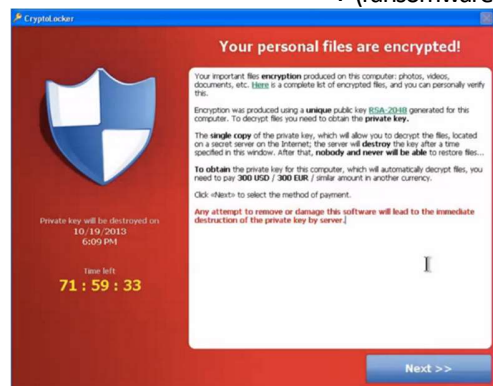 (ransomware
CryptoLocker
Your personal files are encrypted!
Your important files encryption produced on this computer: photos, videos,
documents, etc. Here is a complete list of encrypted files, and you can personally verify
this.
Encryption was produced using a unique public key RSA-2048 generated for this
computer. To decrypt files you need to obtain the private key.
The single copy of the private key, which will allow you to decrypt the files, located
on a secret server on the Internet; the server will destroy the key after a time
specified in this window. After that, nobody and never will be able to restore files...
To obtain the private key for this computer, which will automatically decrypt files, you
need to pay 300 USD / 300 EUR / similar amount in another currency.
Click «Next» to select the method of payment.
Any attempt to remove or damage this software will lead to the immediate
destruction of the private key by server.
Private key will be destroyed on
10/19/2013
6:09 PM
Time left
71 : 59 : 33
Next >>